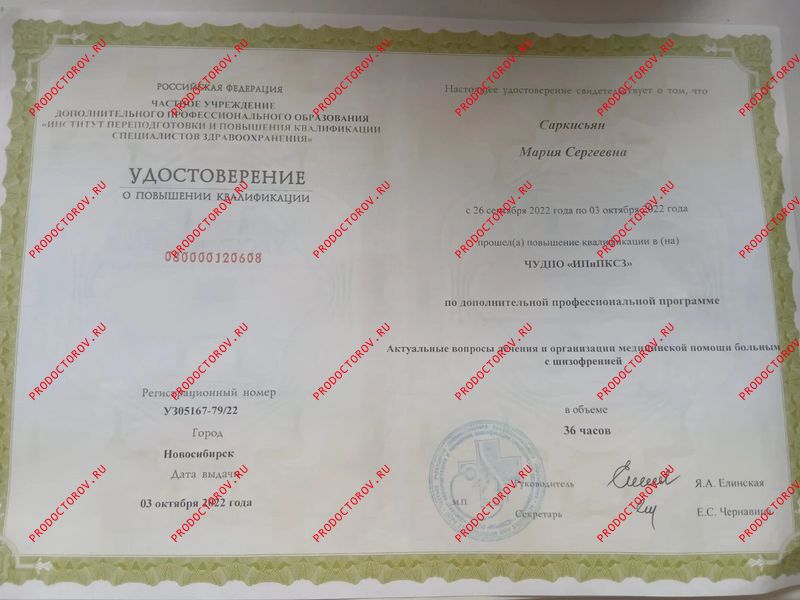 РОССИЙСКАЯ ФЕДЕРАЦИЯ
ЧАСТНОЕ УЧРЕЖДЕНИЕ
ДОПОЛНИТЕЛЬНОГО ПРОФЕССИОНАЛЬНОГО ОБРАЗОВАНИЯ
«ИНСТИТУТ ПЕРЕПОДГОТОВКИ И ПОВЫШЕНИЯ КВАЛИФИКАЦИИ
СПЕЦИАЛИСТОВ ЗДРАВООХРАНЕНИЯ»
УДОСТОВЕРЕНИЕ
О ПОВЫШЕНИИ КВАЛИФИКАЦИИ
080000120608
Регистрационный номер
УЗ05167-79/22
Город
Новосибирск
Дата выдачи
03 октября 2022 года
Настоящее удостоверение свидетельствует о том, что
Саркисьян
Мария Сергеевна
с 26 сентября 2022 года по 03 октября 2022 года
прошел(а) повышение квалификации в (на)
ЧУДПО «ИПиПКСЗ»
по дополнительной профессиональной программе
Актуальные вопросы лечения и организации медицинской помощи больным
с шизофренией
в объеме
36 часов
М.П.
Руководитель
Я.А. Елинская
Секретарь
Е.С. Чернавина
PRODOCTOROV.RU